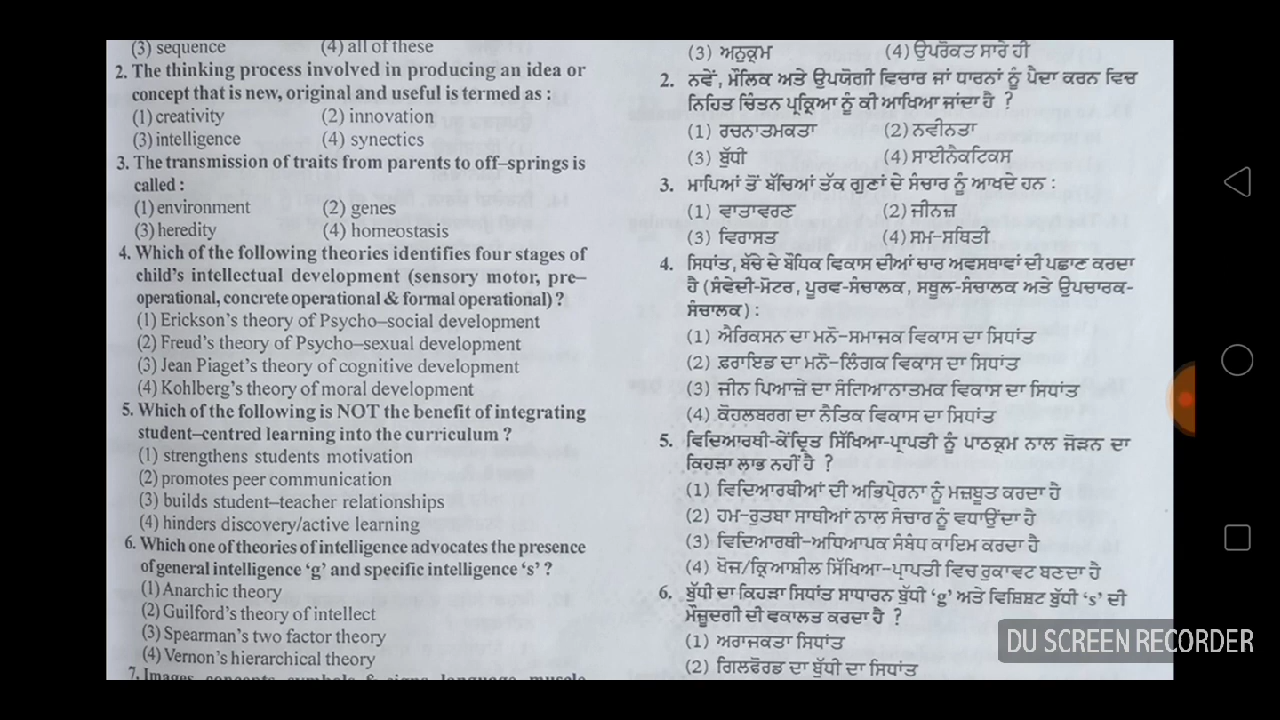 (3) sequence (4) all of these
2. The thinking process involved in producing an idea or
concept that is new, original and useful is termed as :
(1) creativity (2) innovation
(3) intelligence (4) synectics
3. The transmission of traits from parents to off–springs is
called :
(1) environment (2) genes
(3) heredity (4) homeostasis
4. Which of the following theories identifies four stages of
child's intellectual development (sensory motor, pre–
operational, concrete operational & formal operational) ?
(1) Erickson's theory of Psycho–social development
(2) Freud's theory of Psycho–sexual development
(3) Jean Piaget's theory of cognitive development
(4) Kohlberg's theory of moral development
5. Which of the following is NOT the benefit of integrating
student–centred learning into the curriculum ?
(1) strengthens students motivation
(2) promotes peer communication
(3) builds student–teacher relationships
(4) hinders discovery/active learning
6. Which one of theories of intelligence advocates the presence
of general intelligence 'g' and specific intelligence 's' ?
(1) Anarchic theory
(2) Guilford's theory of intellect
(3) Spearman's two factor theory
(4) Vernon's hierarchical theory
7. Images, concepts, symbols & signs, language, muscle
(3) ਅਨੁਕ੍ਰਮ (4) ਉਪਰੋਕਤ ਸਾਰੇ ਹੀ
2. ਨਵੇਂ, ਮੌਲਿਕ ਅਤੇ ਉਪਯੋਗੀ ਵਿਚਾਰ ਜਾਂ ਧਾਰਨਾਂ ਨੂੰ ਪੈਦਾ ਕਰਨ ਵਿਚ
ਨਿਹਿਤ ਚਿੰਤਨ ਪ੍ਰਕ੍ਰਿਆ ਨੂੰ ਕੀ ਆਖਿਆ ਜਾਂਦਾ ਹੈ ?
(1) ਰਚਨਾਤਮਕਤਾ (2) ਨਵੀਨਤਾ
(3) ਬੁੱਧੀ (4) ਸਾਈਨੈਕਟਿਕਸ
3. ਮਾਪਿਆਂ ਤੋਂ ਬੱਚਿਆਂ ਤੱਕ ਗੁਣਾਂ ਦੇ ਸੰਚਾਰ ਨੂੰ ਆਖਦੇ ਹਨ :
(1) ਵਾਤਾਵਰਣ (2) ਜੀਨਜ਼
(3) ਵਿਰਾਸਤ (4) ਸਮ-ਸਥਿਤੀ
4. ਸਿਧਾਂਤ, ਬੱਚੇ ਦੇ ਬੌਧਿਕ ਵਿਕਾਸ ਦੀਆਂ ਚਾਰ ਅਵਸਥਾਵਾਂ ਦੀ ਪਛਾਣ ਕਰਦਾ
ਹੈ (ਸੰਵੇਦੀ-ਮੋਟਰ, ਪੂਰਵ-ਸੰਚਾਲਕ, ਸਥੂਲ-ਸੰਚਾਲਕ ਅਤੇ ਉਪਚਾਰਕ-
ਸੰਚਾਲਕ) :
(1) ਐਰਿਕਸਨ ਦਾ ਮਨੋ-ਸਮਾਜਕ ਵਿਕਾਸ ਦਾ ਸਿਧਾਂਤ
(2) ਫ਼ਰਾਇਡ ਦਾ ਮਨੋ-ਲਿੰਗਕ ਵਿਕਾਸ ਦਾ ਸਿਧਾਂਤ
(3) ਜੀਨ ਪਿਆਜ਼ੇ ਦਾ ਸੰਗਿਆਨਾਤਮਕ ਵਿਕਾਸ ਦਾ ਸਿਧਾਂਤ
(4) ਕੋਹਲਬਰਗ ਦਾ ਨੈਤਿਕ ਵਿਕਾਸ ਦਾ ਸਿਧਾਂਤ
5. ਵਿਦਿਆਰਥੀ-ਕੇਂਦ੍ਰਿਤ ਸਿੱਖਿਆ-ਪ੍ਰਾਪਤੀ ਨੂੰ ਪਾਠਕ੍ਰਮ ਨਾਲ ਜੋੜਨ ਦਾ
ਕਿਹੜਾ ਲਾਭ ਨਹੀਂ ਹੈ ?
(1) ਵਿਦਿਆਰਥੀਆਂ ਦੀ ਅਭਿਪ੍ਰੇਰਨਾ ਨੂੰ ਮਜ਼ਬੂਤ ਕਰਦਾ ਹੈ
(2) ਹਮ-ਰੁਤਬਾ ਸਾਥੀਆਂ ਨਾਲ ਸੰਚਾਰ ਨੂੰ ਵਧਾਉਂਦਾ ਹੈ
(3) ਵਿਦਿਆਰਥੀ-ਅਧਿਆਪਕ ਸੰਬੰਧ ਕਾਇਮ ਕਰਦਾ ਹੈ
(4) ਖੋਜ/ਕ੍ਰਿਆਸ਼ੀਲ ਸਿੱਖਿਆ-ਪ੍ਰਾਪਤੀ ਵਿਚ ਰੁਕਾਵਟ ਬਣਦਾ ਹੈ
6. ਬੁੱਧੀ ਦਾ ਕਿਹੜਾ ਸਿਧਾਂਤ ਸਾਧਾਰਨ ਬੁੱਧੀ 'g' ਅਤੇ ਵਿਸ਼ਿਸ਼ਟ ਬੁੱਧੀ 's' ਦੀ
ਮੌਜੂਦਗੀ ਦੀ ਵਕਾਲਤ ਕਰਦਾ ਹੈ ?
(1) ਅਰਾਜਕਤਾ ਸਿਧਾਂਤ
(2) ਗਿਲਫੋਰਡ ਦਾ ਬੁੱਧੀ ਦਾ ਸਿਧਾਂਤ
DU SCREEN RECORDER